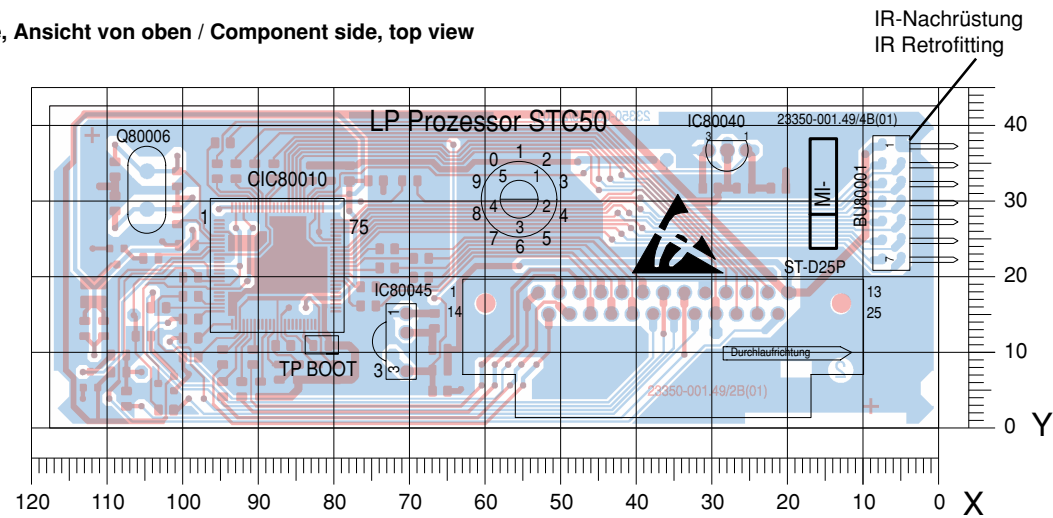 IR-Nachrüstung
IR Retrofitting
e, Ansicht von oben / Component side, top view
LP Prozessor STC50
IC80040
23350-001.49/4B(01)
3 1
Q80006
CIC80010
1
75
0 1 2
9 5 1 3
8 4 2 4
7 3 5
6
MI-
BU80001
1
7
ST-D25P
IC80045
1
14
13
25
1
3
3
TP BOOT
Durchlaufrichtung
2
23350-001.49/2B(01)
40
30
20
10
0
Y
120 110 100 90 80 70 60 50 40 30 20 10 0 X